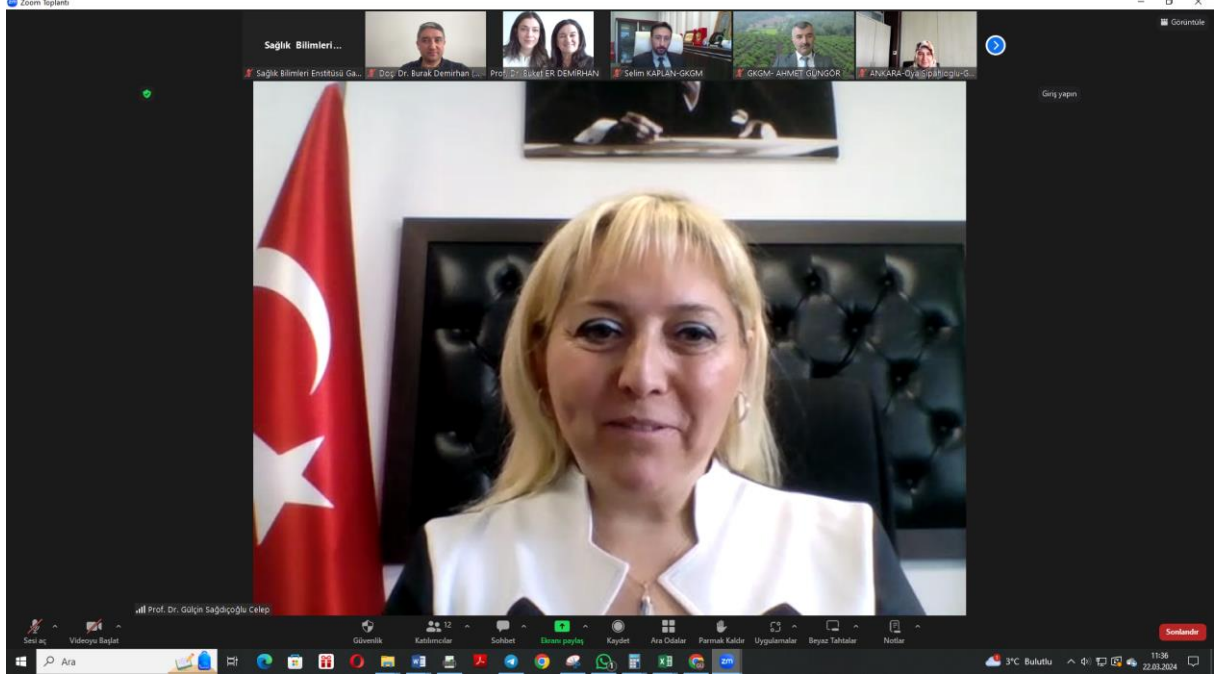 Zoom Toplantı
Görüntüle
Sağlık Bilimleri...
Sağlık Bilimleri Enstitüsü Ga...
Doç. Dr. Burak Demirhan (...
Prof. Dr. Buket ER DEMİRHAN
Selim KAPLAN-GKGM
GKGM- AHMET GÜNGÖR
ANKARA-Oya Sipahioglu-G...
Giriş yapın
Prof. Dr. Gülçin Sağdıçoğlu Celep
Sesi aç
Videoyu Başlat
Güvenlik
12
Katılımcılar
Sohbet
Ekranı paylaş
Kaydet
Ara Odalar
Parmak Kaldır
Uygulamalar
Beyaz Tahtalar
Notlar
Sonlandır
Ara
zm
3°C Bulutlu
11:36
22.03.2024